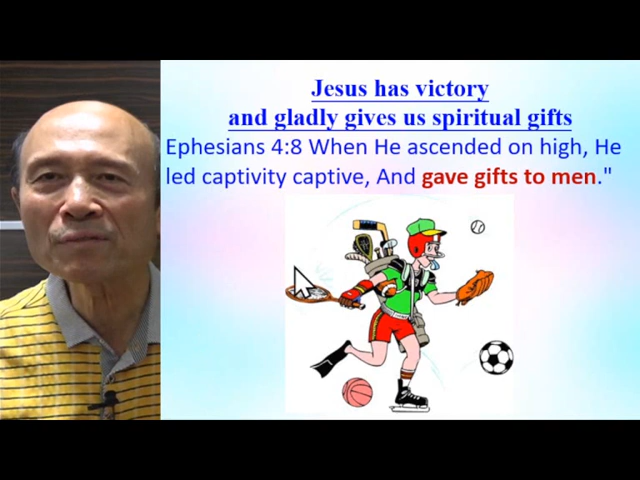 Jesus has victory
and gladly gives us spiritual gifts
Ephesians 4:8 When He ascended on high, He
led captivity captive, And gave gifts to men."